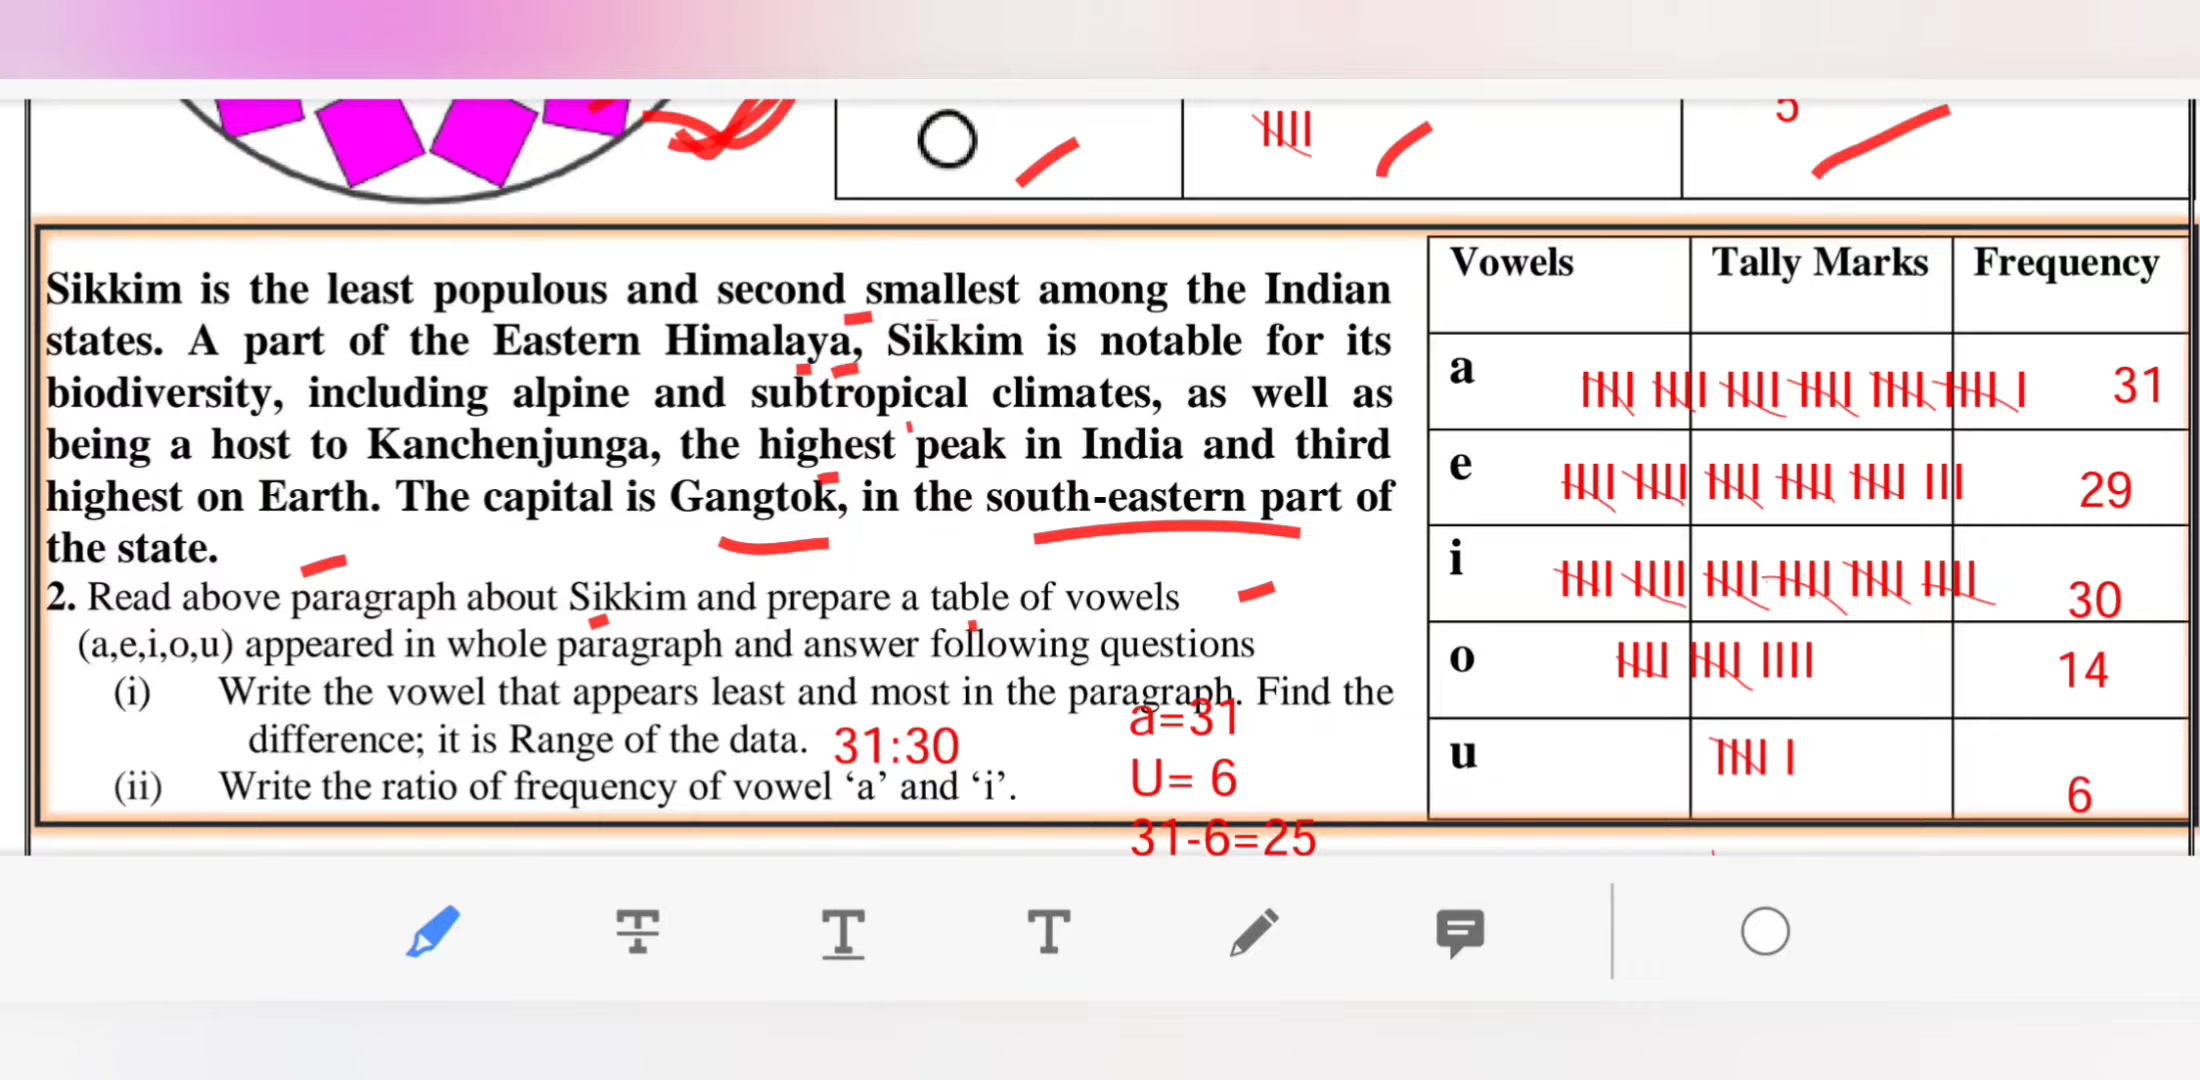 5
Sikkim is the least populous and second smallest among the Indian
states. A part of the Eastern Himalaya, Sikkim is notable for its
biodiversity, including alpine and subtropical climates, as well as
being a host to Kanchenjunga, the highest peak in India and third
highest on Earth. The capital is Gangtok, in the south-eastern part of
the state.
2. Read above paragraph about Sikkim and prepare a table of vowels
(a,e,i,o,u) appeared in whole paragraph and answer following questions
(i) Write the vowel that appears least and most in the paragraph. Find the
difference; it is Range of the data. 31:30
(ii) Write the ratio of frequency of vowel ‘a’ and ‘i’.
a=31
U= 6
31-6=25
Vowels Tally Marks Frequency
a 31
e 29
i 30
o 14
u 6